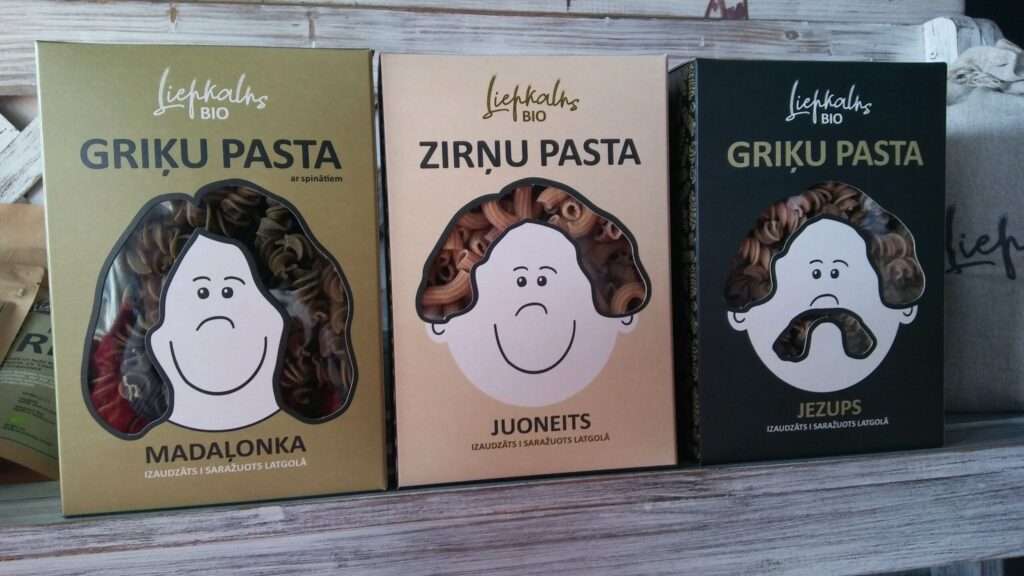 Liepkalns
BIO
GRIĶU PASTA
ar spinātiem
MADAĻONKA
IZAUDZĀTS I SARAŽUOTS LATGOLĀ
Liepkalns
BIO
ZIRŅU PASTA
JUONEITS
IZAUDZĀTS I SARAŽUOTS LATGOLĀ
Liepkalns
BIO
GRIĶU PASTA
JEZUPS
IZAUDZĀTS I SARAŽUOTS LATGOLĀ